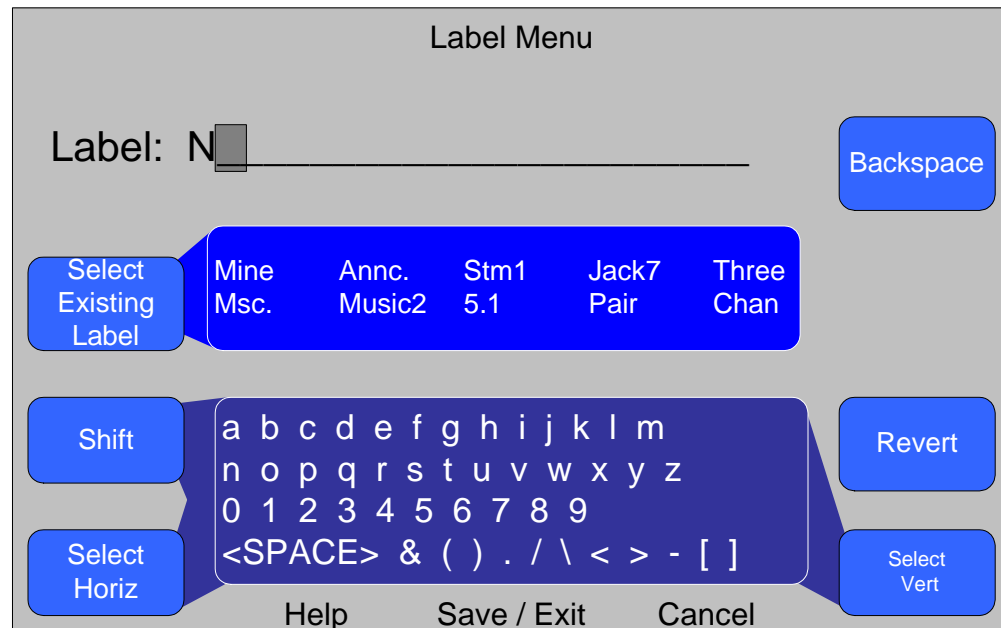 Label Menu
Label: N_______________________
Backspace
Select
Existing
Label
Mine Annc. Stm1 Jack7 Three
Msc. Music2 5.1 Pair Chan
Shift
a b c d e f g h i j k l m
n o p q r s t u v w x y z
0 1 2 3 4 5 6 7 8 9
<SPACE> & ( ) . / \ < > - [ ]
Revert
Select
Horiz
Select
Vert
Help Save / Exit Cancel